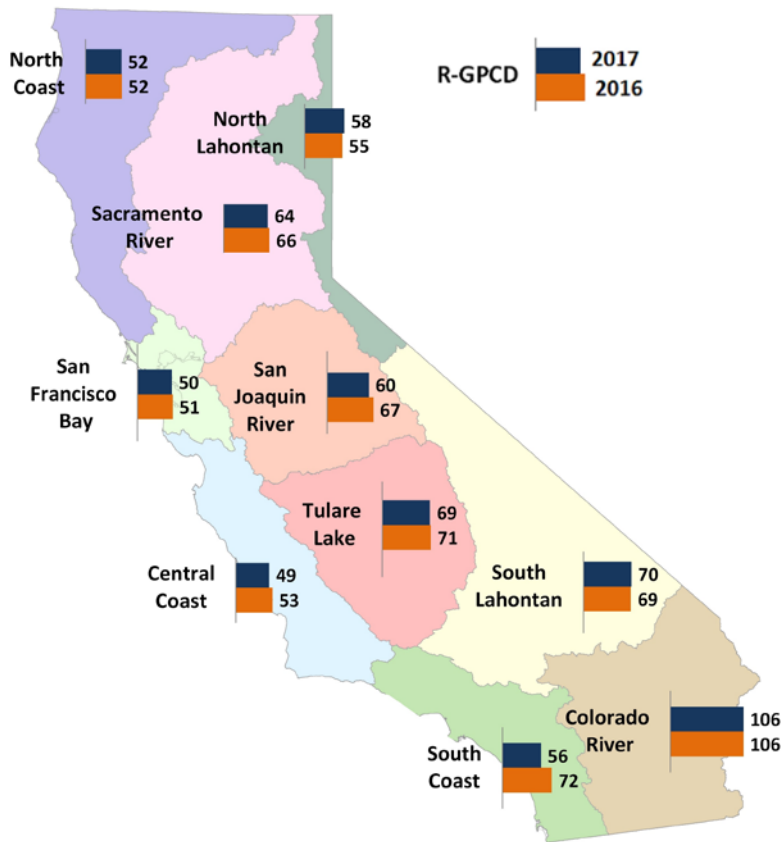 North
Coast
52
52
R-GPCD
2017
2016
North
Lahontan
58
55
Sacramento
River
64
66
San
Francisco
Bay
50
51
San
Joaquin
River
60
67
Tulare
Lake
69
71
Central
Coast
49
53
South
Lahontan
70
69
Colorado
River
106
106
South
Coast
56
72